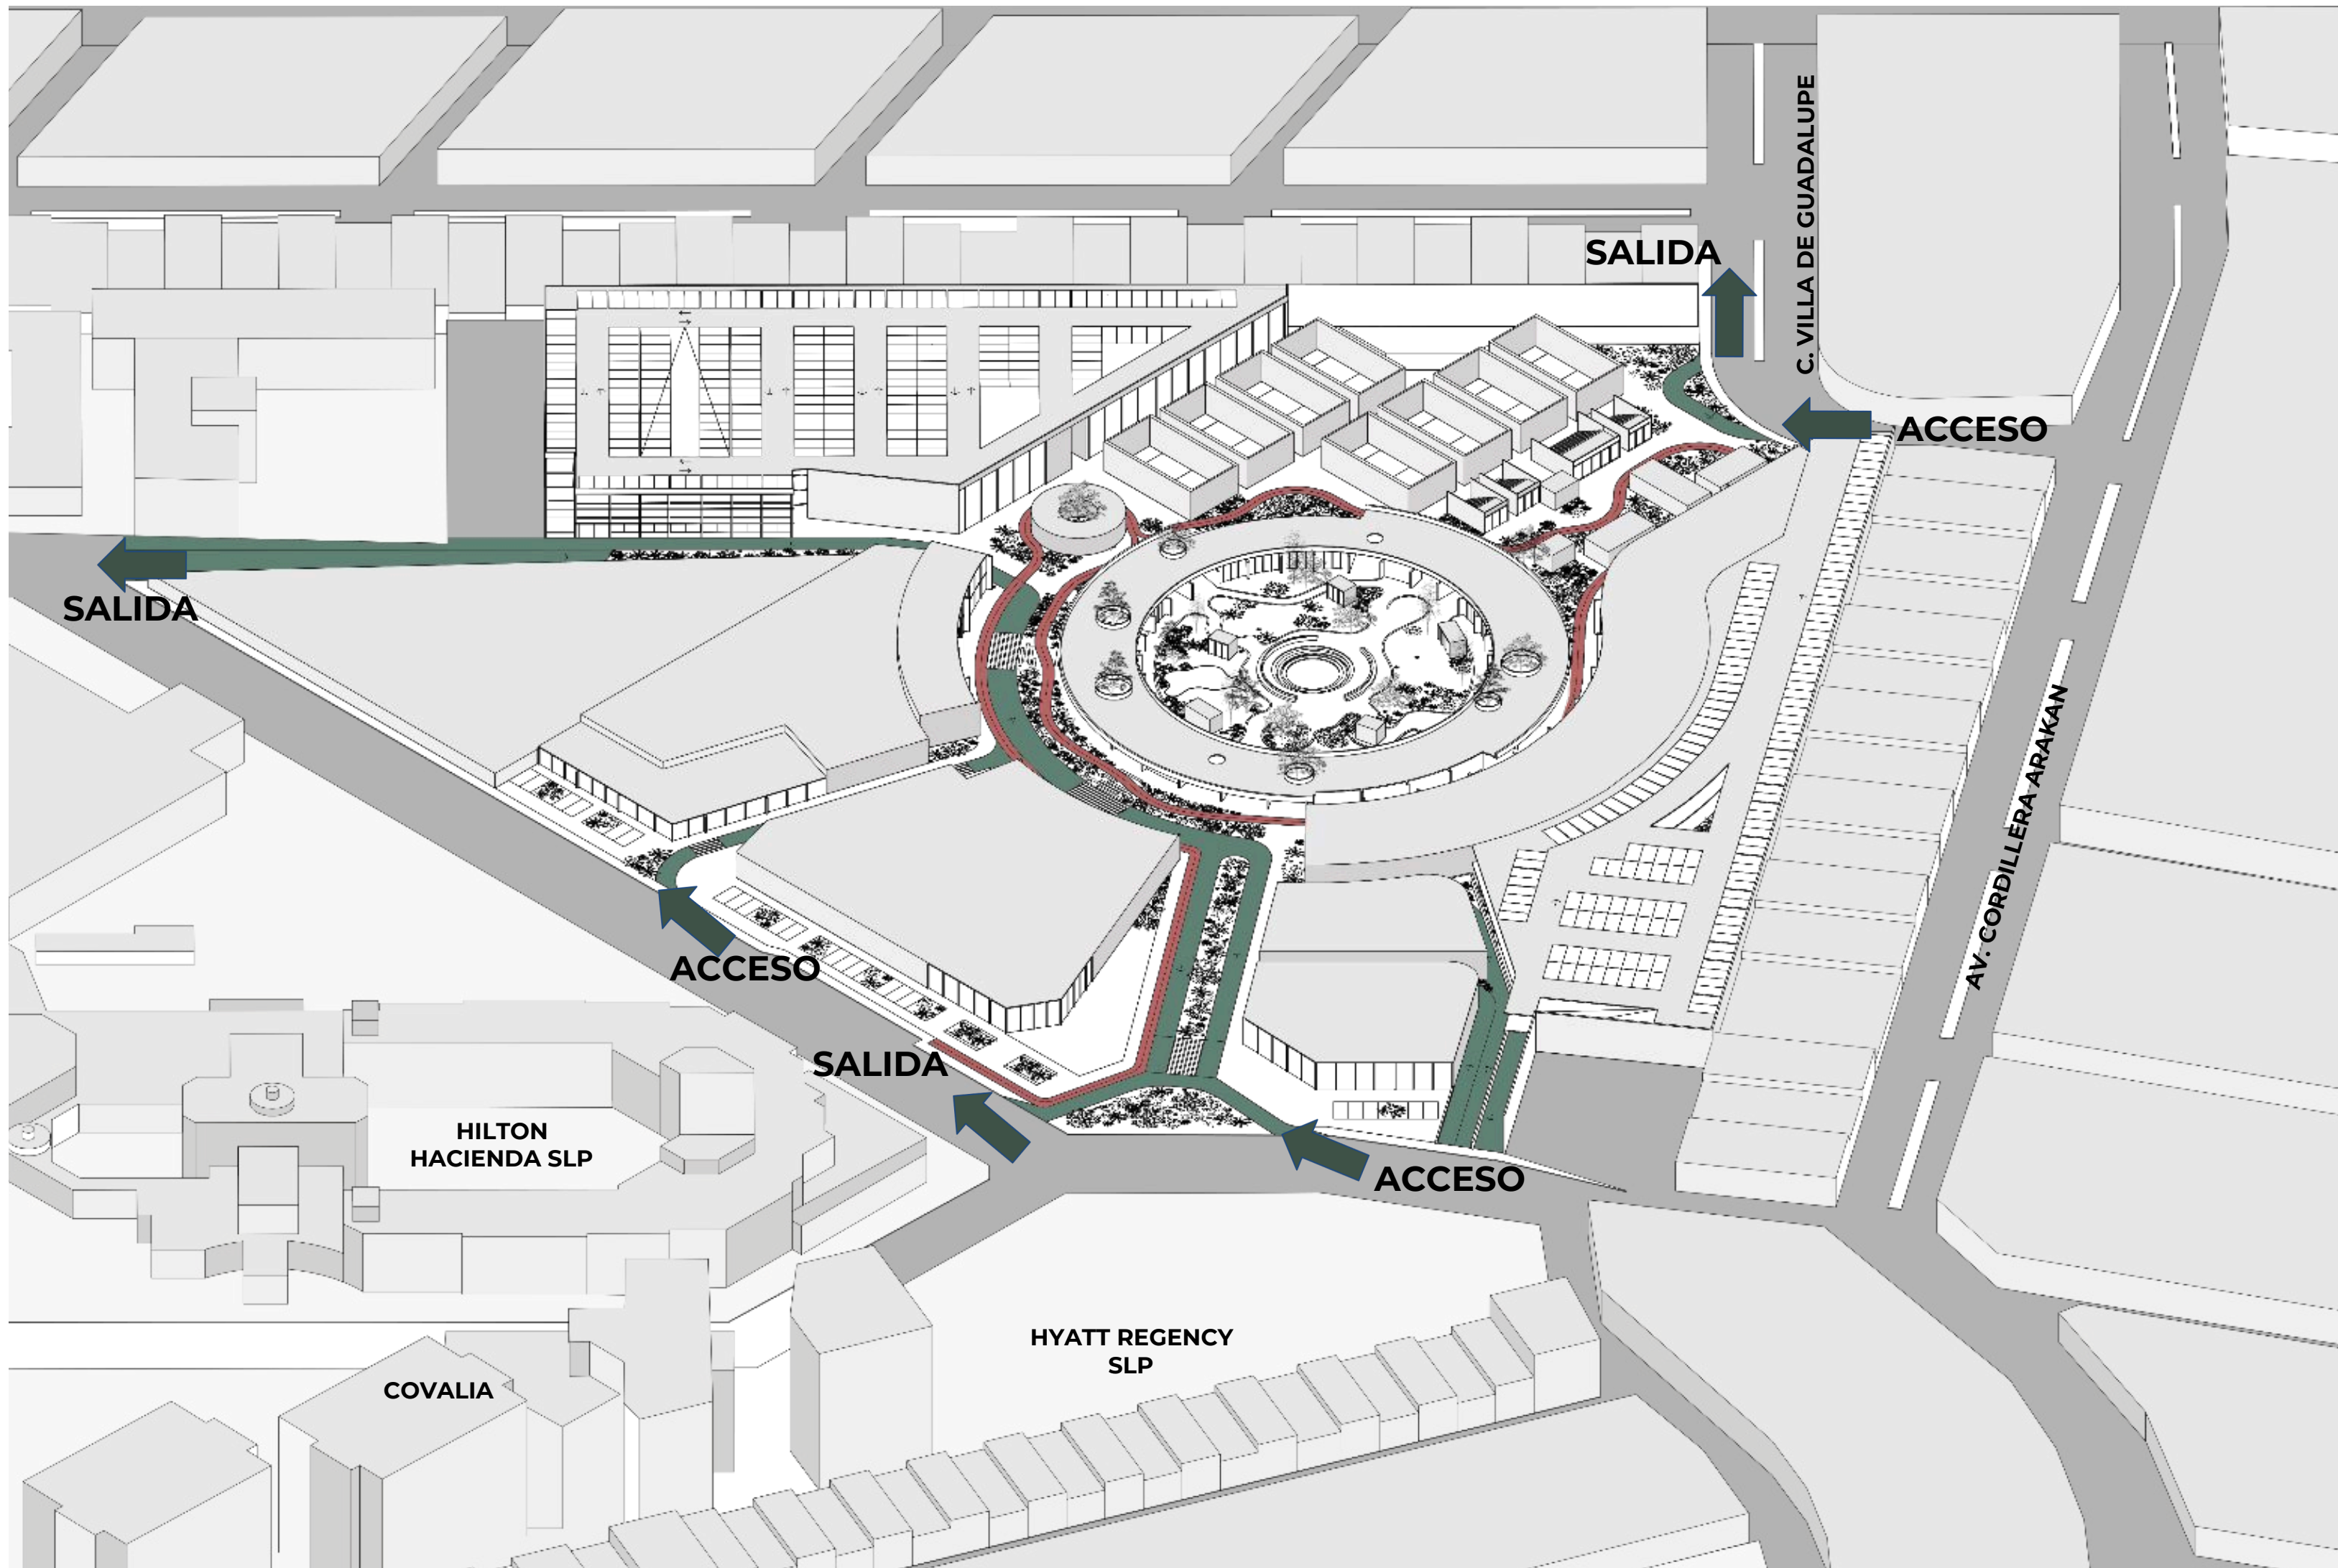 C. VILLA DE GUADALUPE
SALIDA
ACCESO
SALIDA
AV. CORDILLERA ARAKAN
ACCESO
SALIDA
ACCESO
HILTON
HACIENDA SLP
HYATT REGENCY
SLP
COVALIA